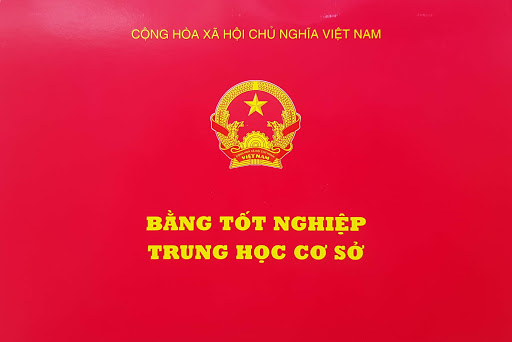 CỘNG HÒA XÃ HỘI CHỦ NGHĨA VIỆT NAM
VIỆT NAM
BẰNG TỐT NGHIỆP
TRUNG HỌC CƠ SỞ